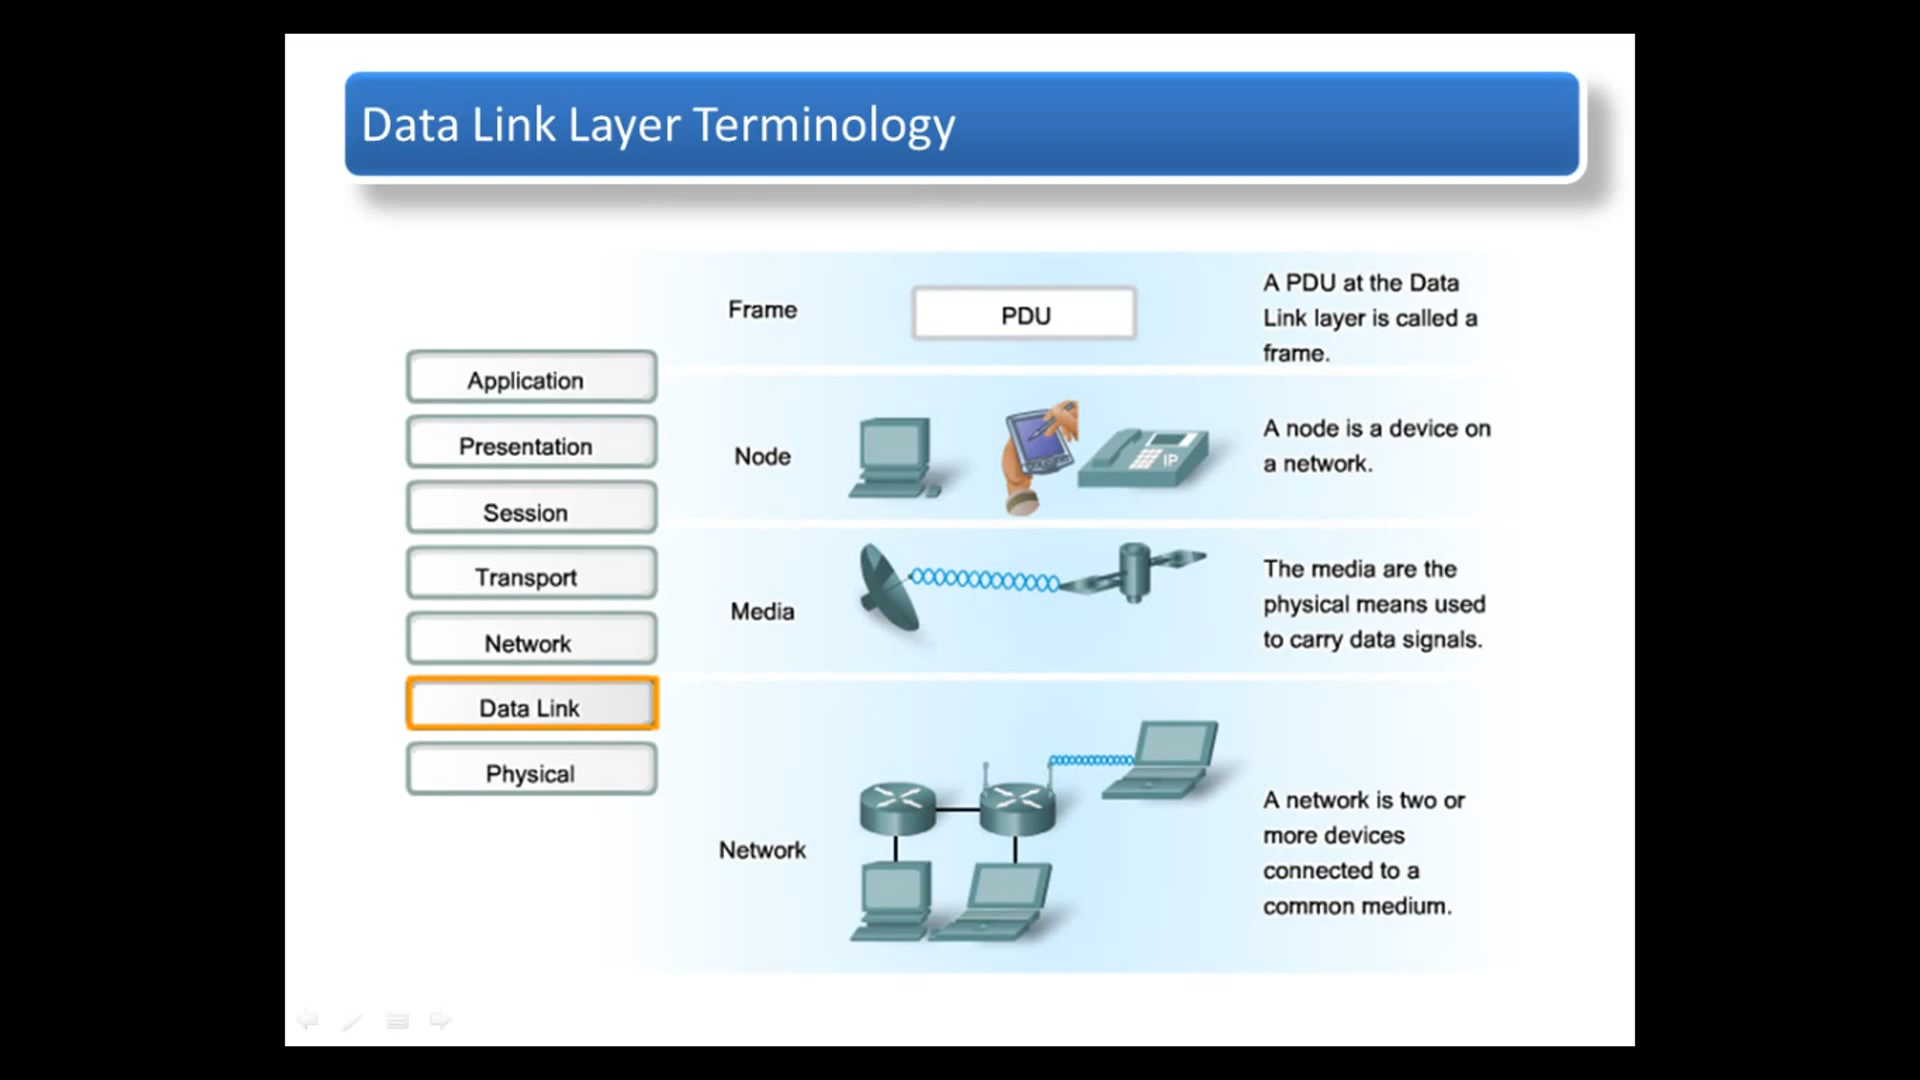 Data Link Layer Terminology
Application
Presentation
Session
Transport
Network
Data Link
Physical
Frame
PDU
A PDU at the Data
Link layer is called a
frame.
Node
IP
A node is a device on
a network.
Media
The media are the
physical means used
to carry data signals.
Network
A network is two or
more devices
connected to a
common medium.